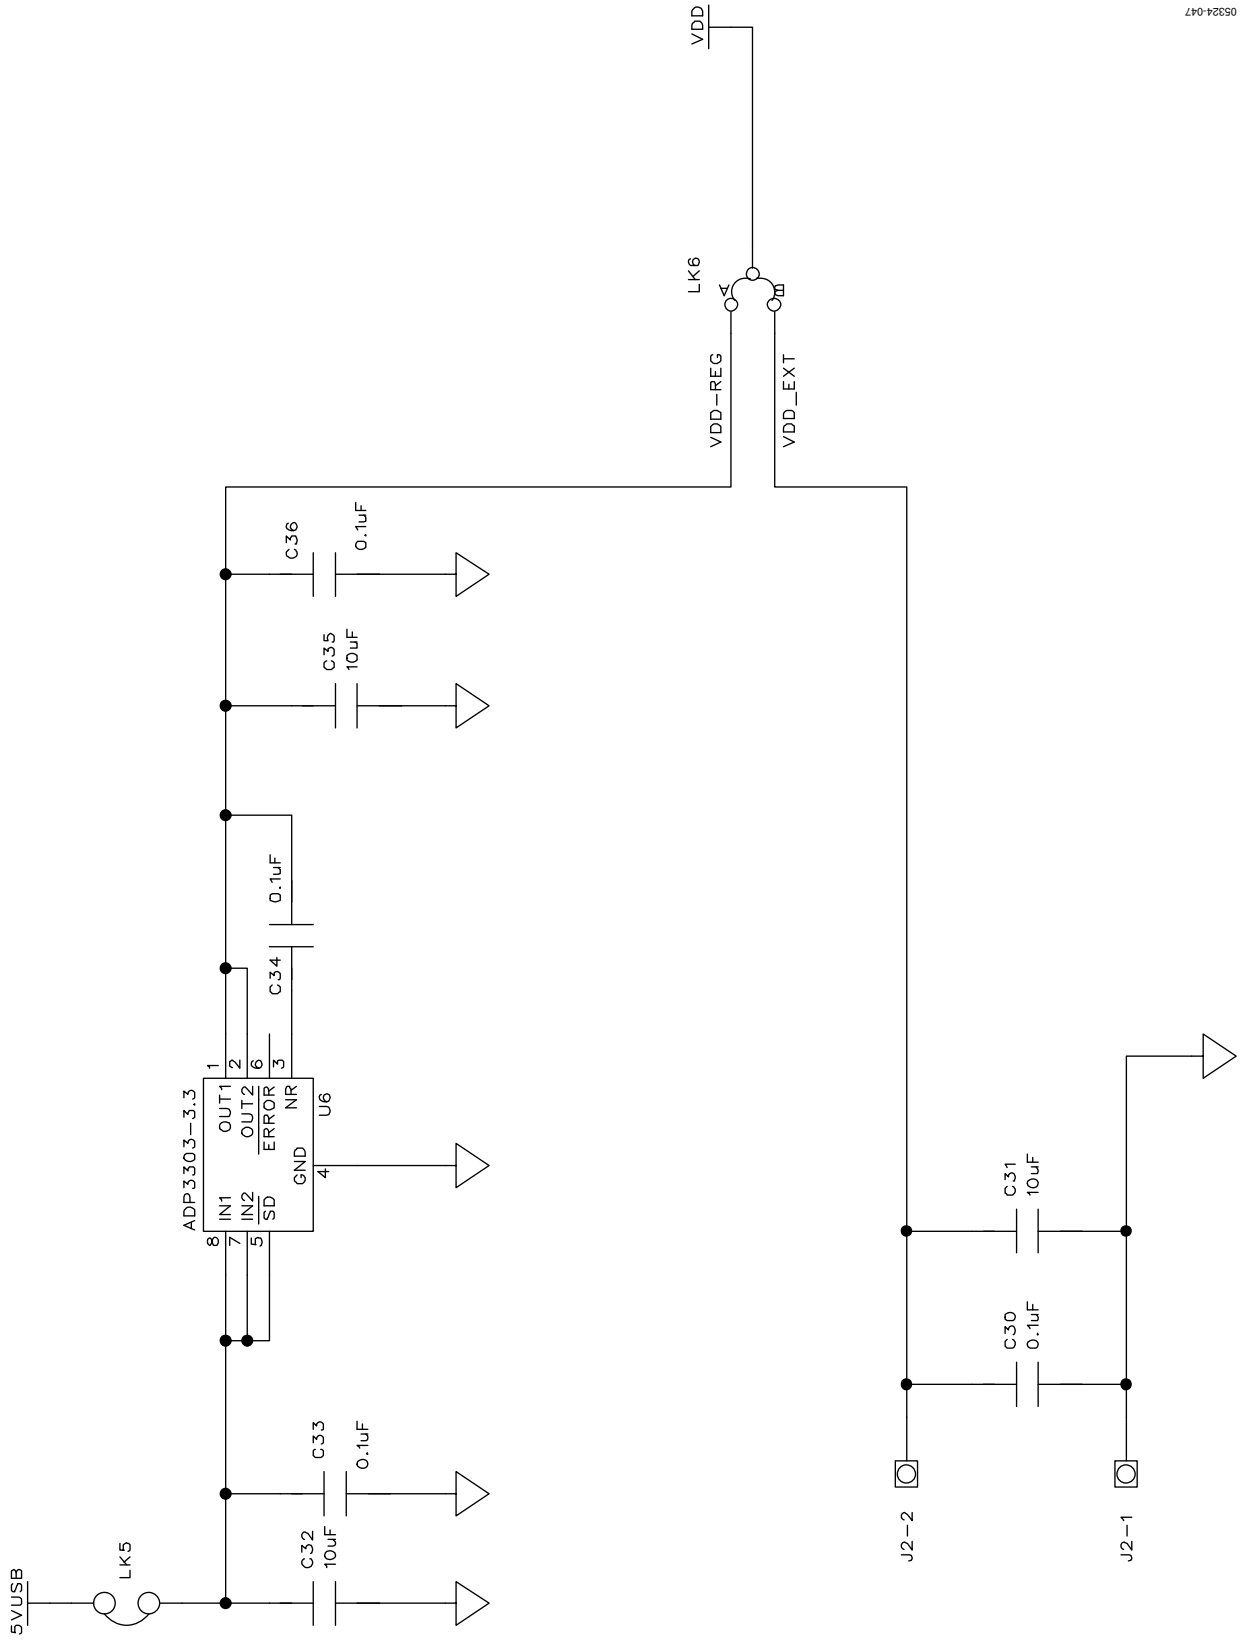 5VUSB
LK5
C32
10uF
C33
0.1uF
ADP3303-3.3
8
IN1
7
IN2
5
SD
GND
4
U6
OUT1
1
OUT2
2
ERROR
6
NR
3
C34
0.1uF
C35
10uF
C36
0.1uF
VDD-REG
VDD_EXT
LK6
A
B
VDD
J2-2
J2-1
C30
0.1uF
C31
10uF
05324-047